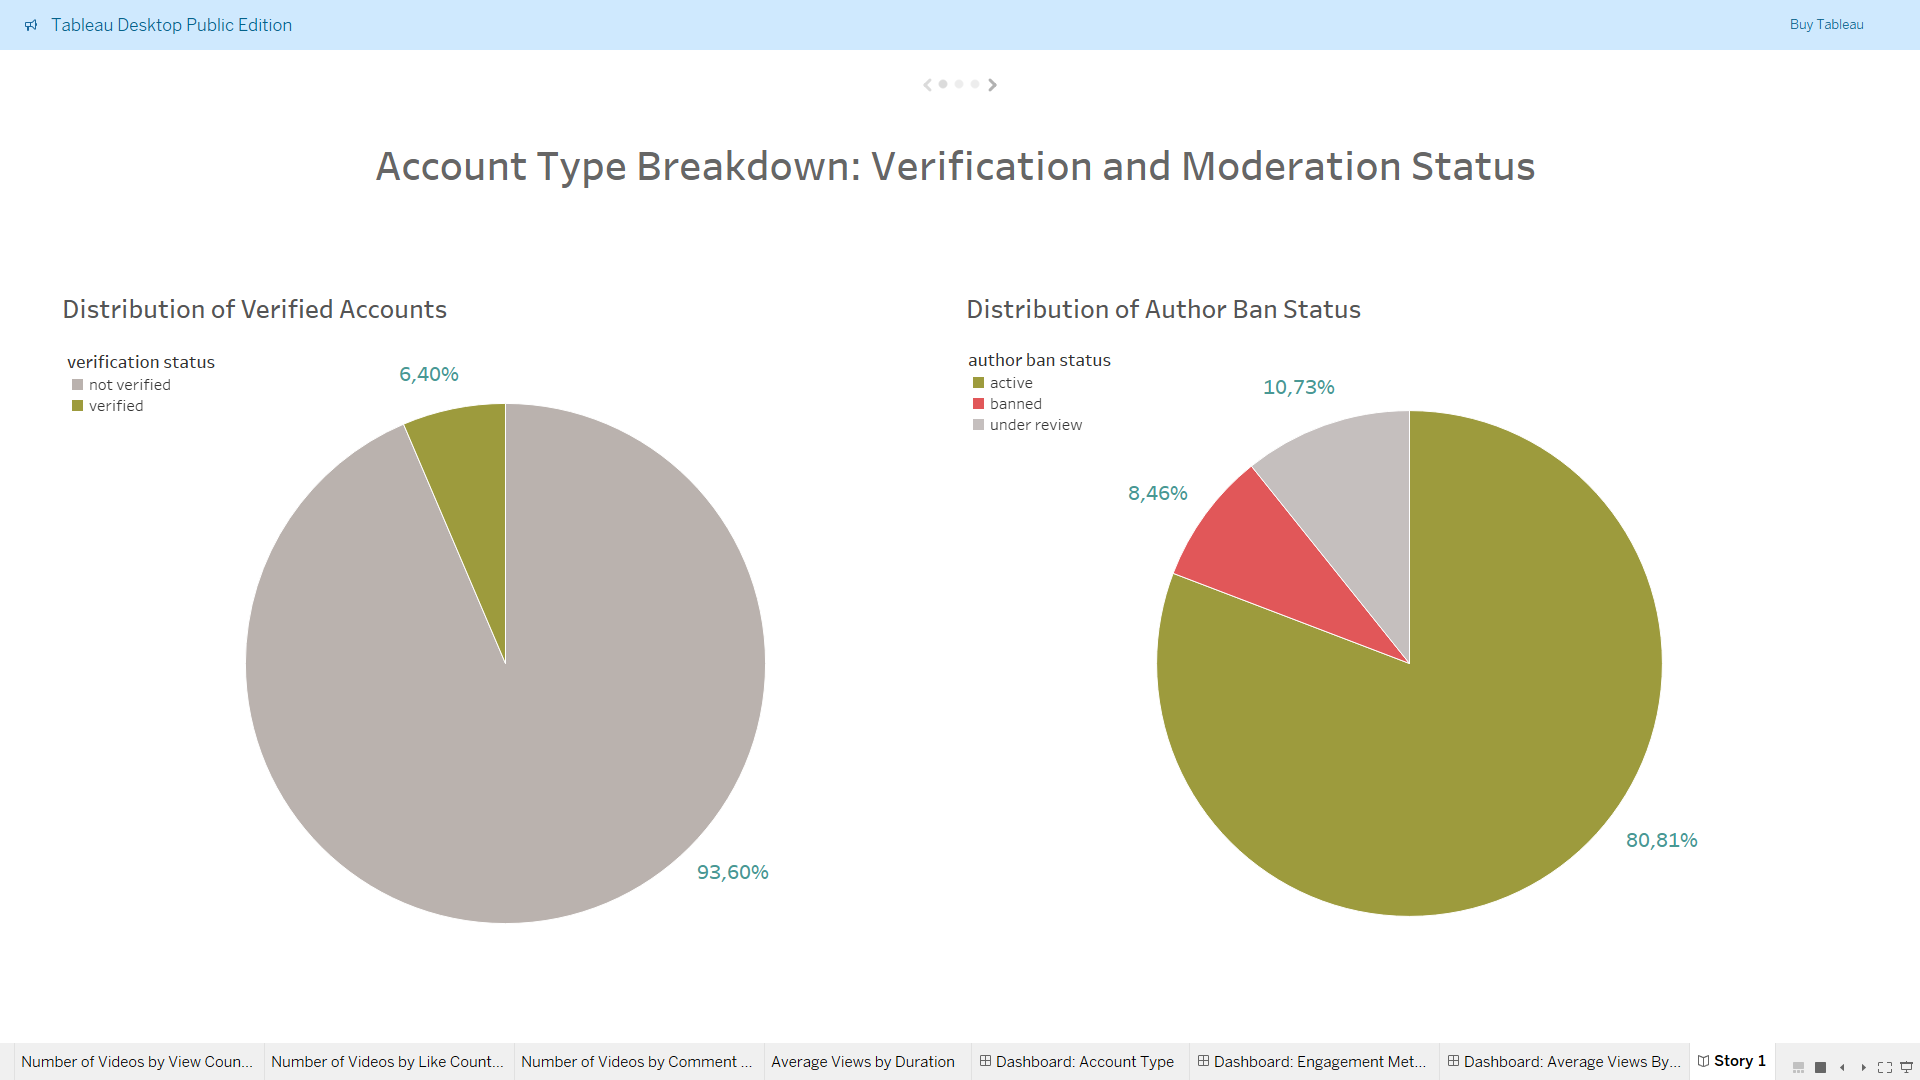 Tableau Desktop Public Edition
Buy Tableau
Account Type Breakdown: Verification and Moderation Status
Distribution of Verified Accounts
verification status
not verified
verified
6,40%
93,60%
Distribution of Author Ban Status
author ban status
active
banned
under review
10,73%
8,46%
80,81%
Number of Videos by View Coun...
Number of Videos by Like Count...
Number of Videos by Comment ...
Average Views by Duration
Dashboard: Account Type
Dashboard: Engagement Met...
Dashboard: Average Views By...
Story 1